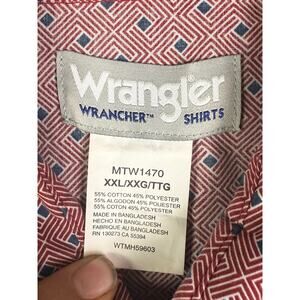 Wrangler
WRANCHER™ SHIRTS
MTW1470
XXL/XXG/TTG
55% COTTON 45% POLYESTER
55% ALGODON 45% POLYESTER
55% COTON 45% POLYESTER
MADE IN BANGLADESH
HECHO EN BANGLADESH
FABRIQUE AU BANGLADESH
RN 130273 CA 55394
WTMH59603